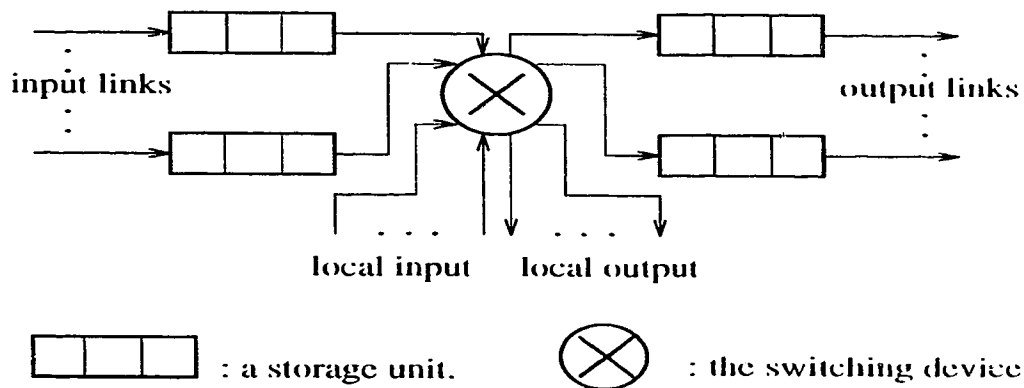 input links
output links
local input
local output
: a storage unit.
: the switching device